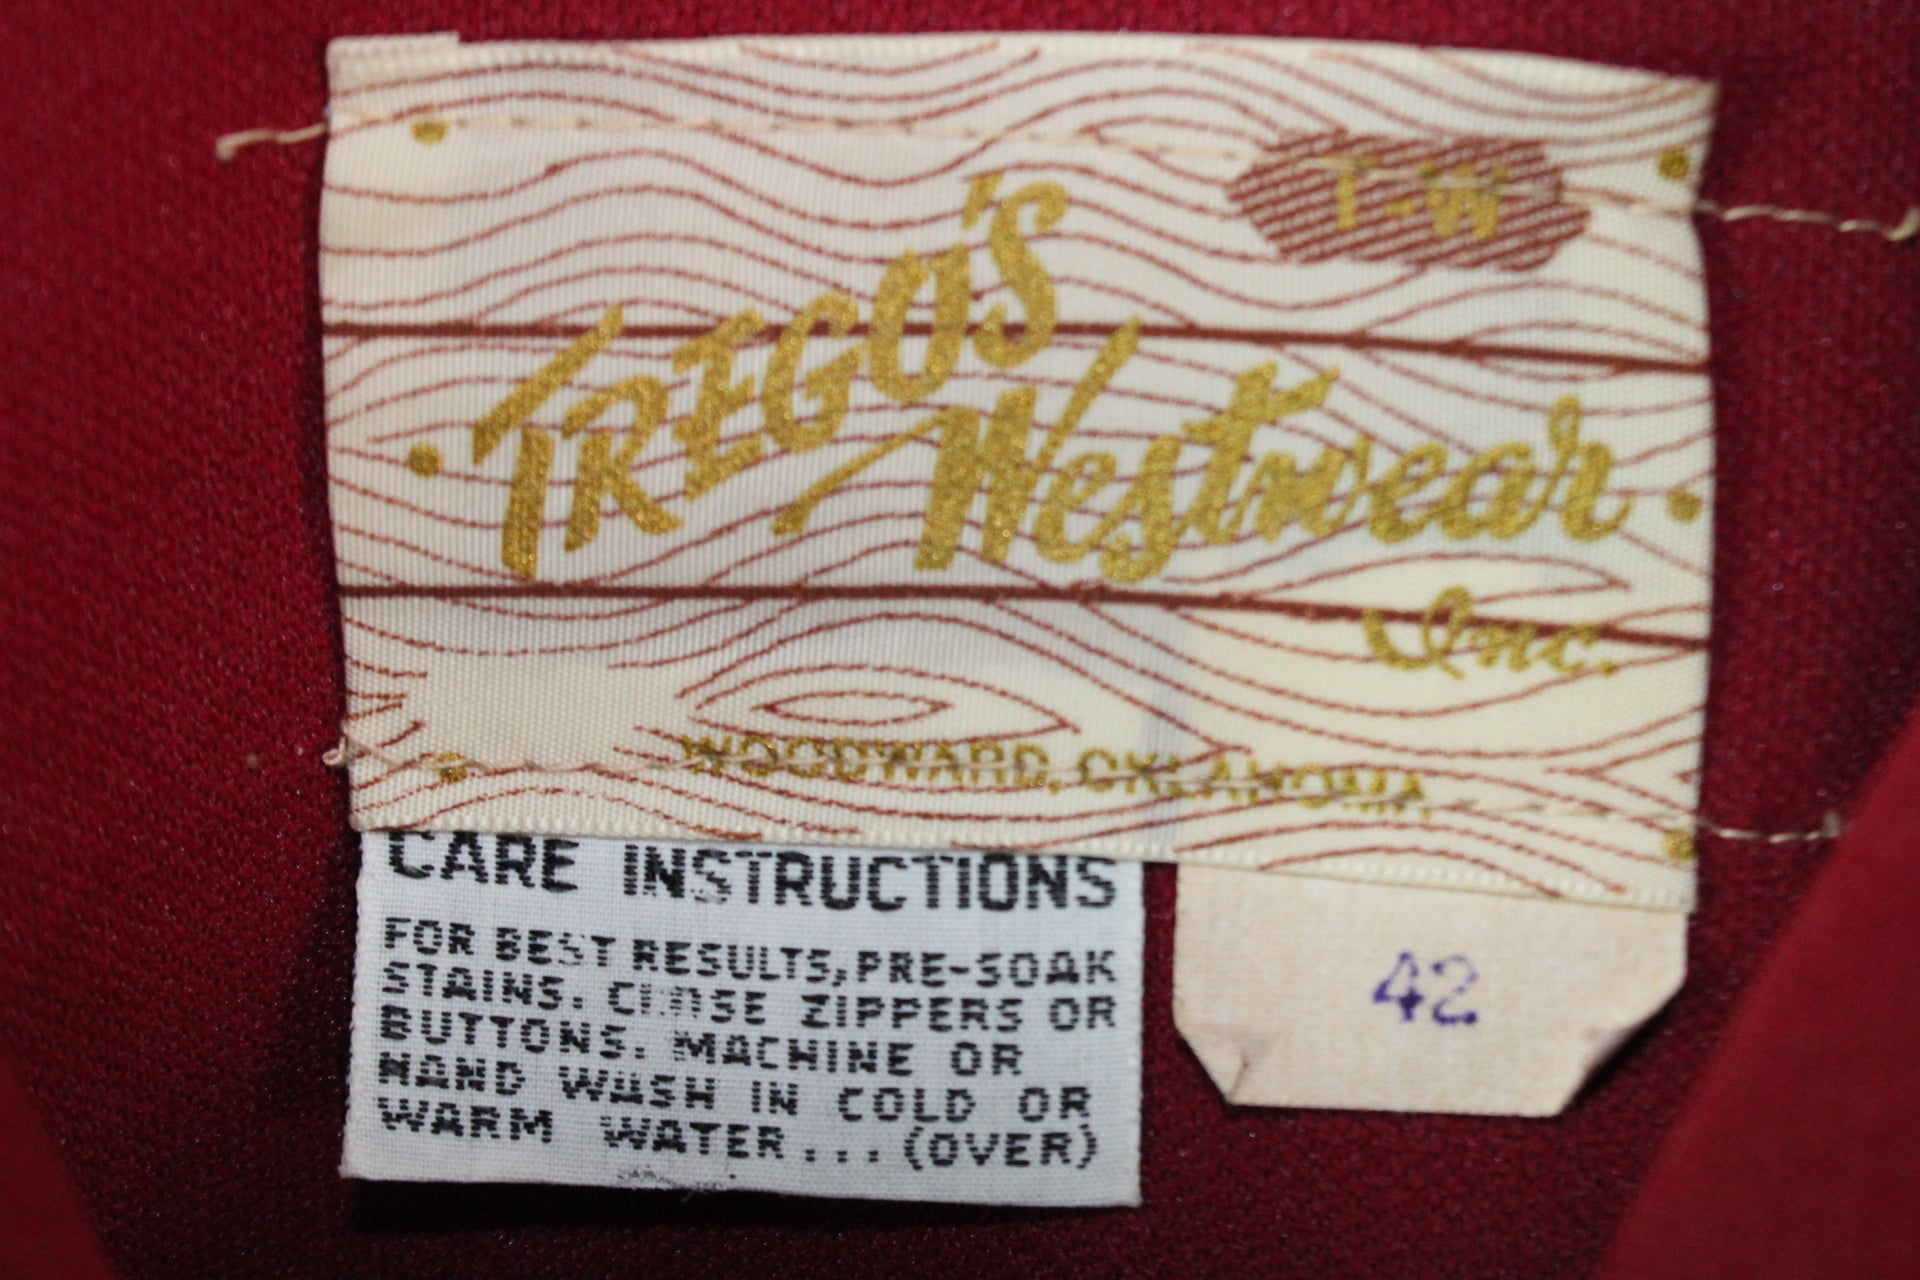 T-W
TREGO'S
Westwear
Inc.
WOODWARD, OKLAHOMA.
CARE INSTRUCTIONS
FOR BEST RESULTS, PRE-SOAK
STAINS. CLOSE ZIPPERS OR
BUTTONS. MACHINE OR
HAND WASH IN COLD OR
WARM WATER...(OVER)
42